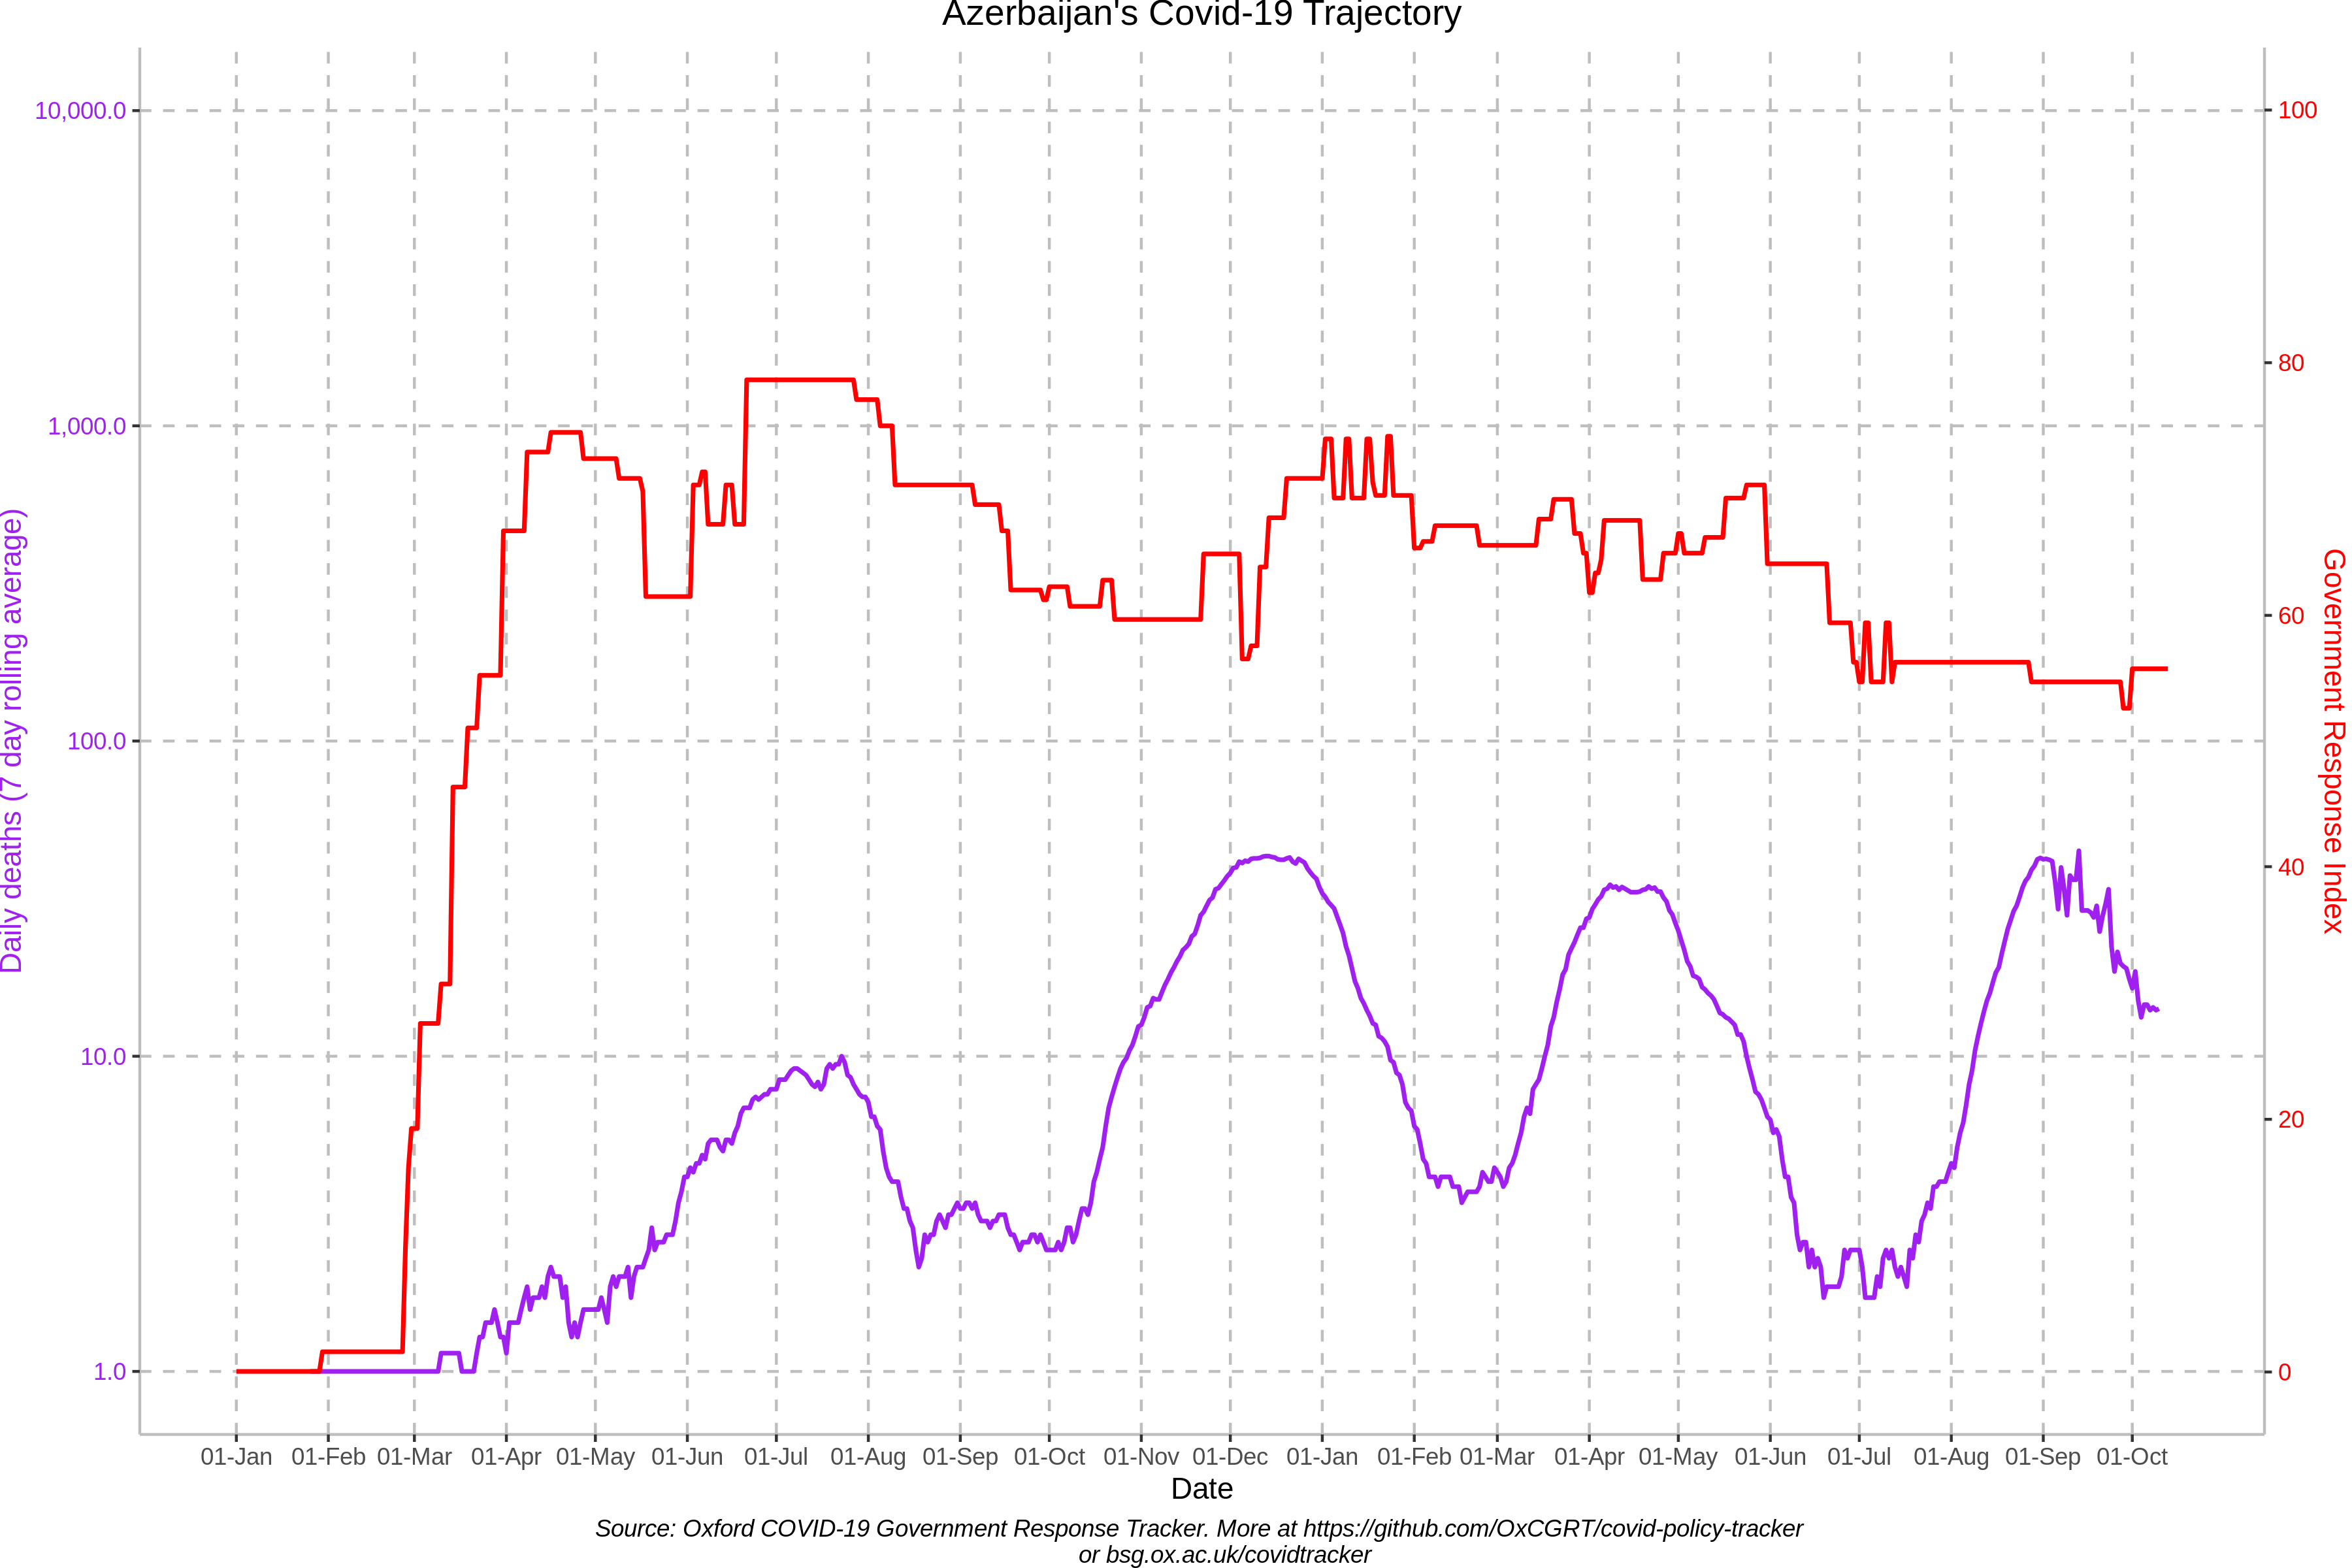 Azerbaijan's Covid-19 Trajectory
10,000.0
1,000.0
100.0
10.0
1.0
Daily deaths (7 day rolling average)
100
80
60
40
20
0
Government Response Index
01-Jan 01-Feb 01-Mar 01-Apr 01-May 01-Jun 01-Jul 01-Aug 01-Sep 01-Oct 01-Nov 01-Dec 01-Jan 01-Feb 01-Mar 01-Apr 01-May 01-Jun 01-Jul 01-Aug 01-Sep 01-Oct
Date
Source: Oxford COVID-19 Government Response Tracker. More at https://github.com/OxCGRT/covid-policy-tracker
or bsg.ox.ac.uk/covidtracker